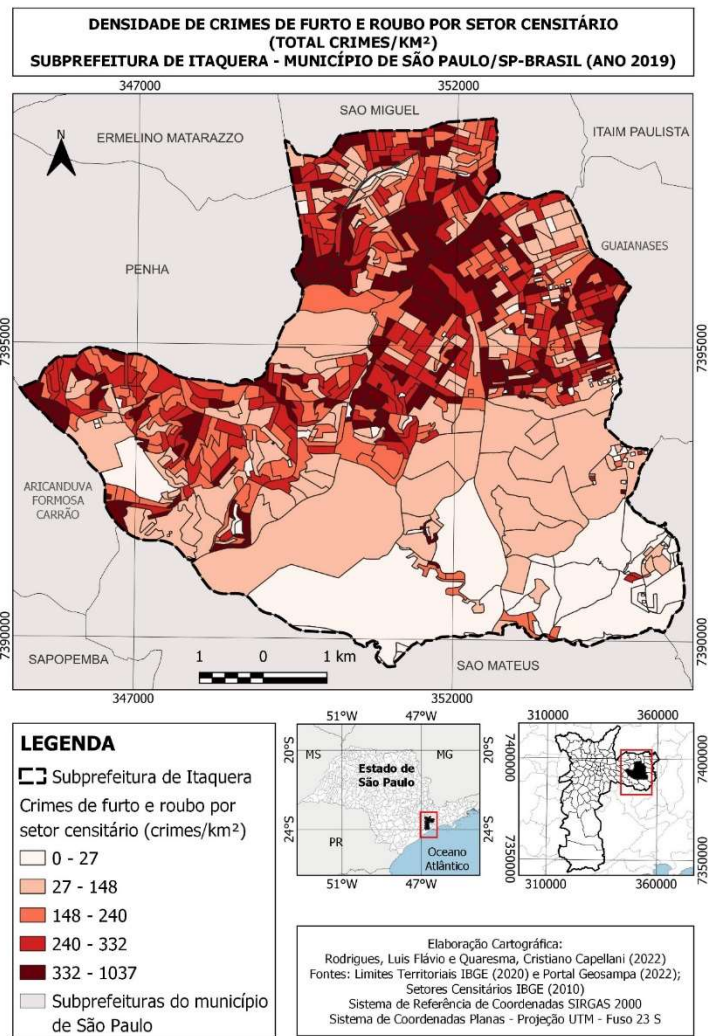 DENSIDADE DE CRIMES DE FURTO E ROUBO POR SETOR CENSITÁRIO
(TOTAL CRIMES/KM²)
SUBPREFEITURA DE ITAQUERA - MUNICÍPIO DE SÃO PAULO/SP-BRASIL (ANO 2019)
347000
352000
SAO MIGUEL
ERMELINO MATARAZZO
ITAIM PAULISTA
N
GUAIANASES
PENHA
7395000
7395000
ARICANDUVA
FORMOSA
CARRÃO
7390000
7390000
SAPOPEMBA
1 0 1 km
SAO MATEUS
347000
352000
LEGENDA
Subprefeitura de Itaquera
Crimes de furto e roubo por
setor censitário (crimes/km²)
0 - 27
27 - 148
148 - 240
240 - 332
332 - 1037
Subprefeituras do município
de São Paulo
51°W 47°W
20°S
20°S
MS
MG
Estado de
São Paulo
24°S
24°S
PR
Oceano
Atlântico
51°W 47°W
310000 360000
7400000
7400000
7350000
7350000
310000 360000
Elaboração Cartográfica:
Rodrigues, Luis Flávio e Quaresma, Cristiano Capellani (2022)
Fontes: Limites Territoriais IBGE (2020) e Portal Geosampa (2022);
Setores Censitários IBGE (2010)
Sistema de Referência de Coordenadas SIRGAS 2000
Sistema de Coordenadas Planas - Projeção UTM - Fuso 23 S